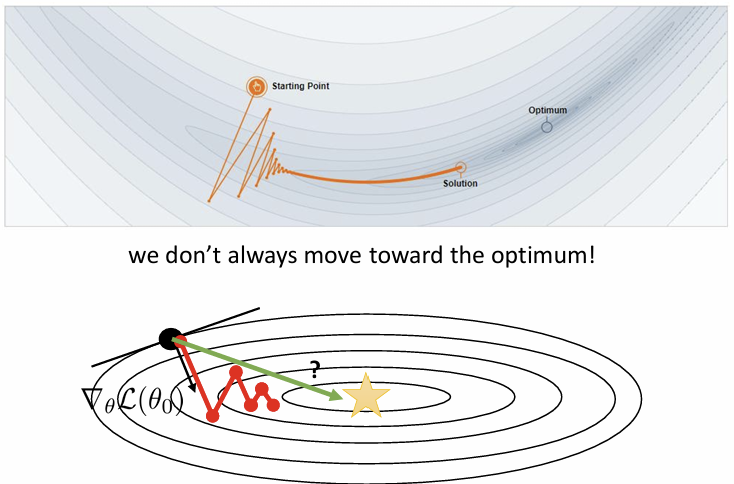 Starting Point
Optimum
Solution
we don't always move toward the optimum!
?
∇θL(θ0)